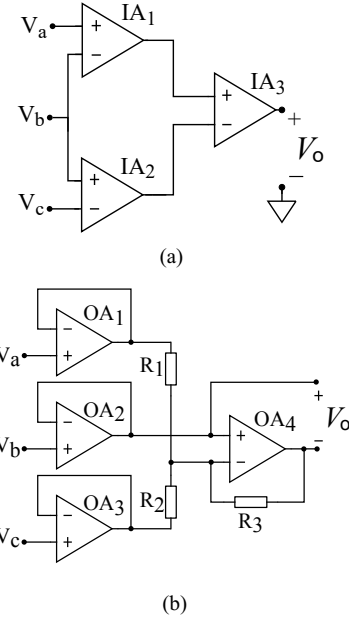 Va
+
−
IA1
Vb
IA3
+
−
+
Vo
−
+
−
IA2
Vc
(a)
−
+
OA1
Va
R1
−
+
OA2
Vb
+
−
OA4
+
Vo
−
−
+
OA3
Vc
R2
R3
(b)